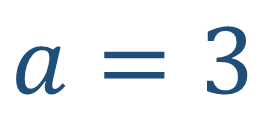 a = 3